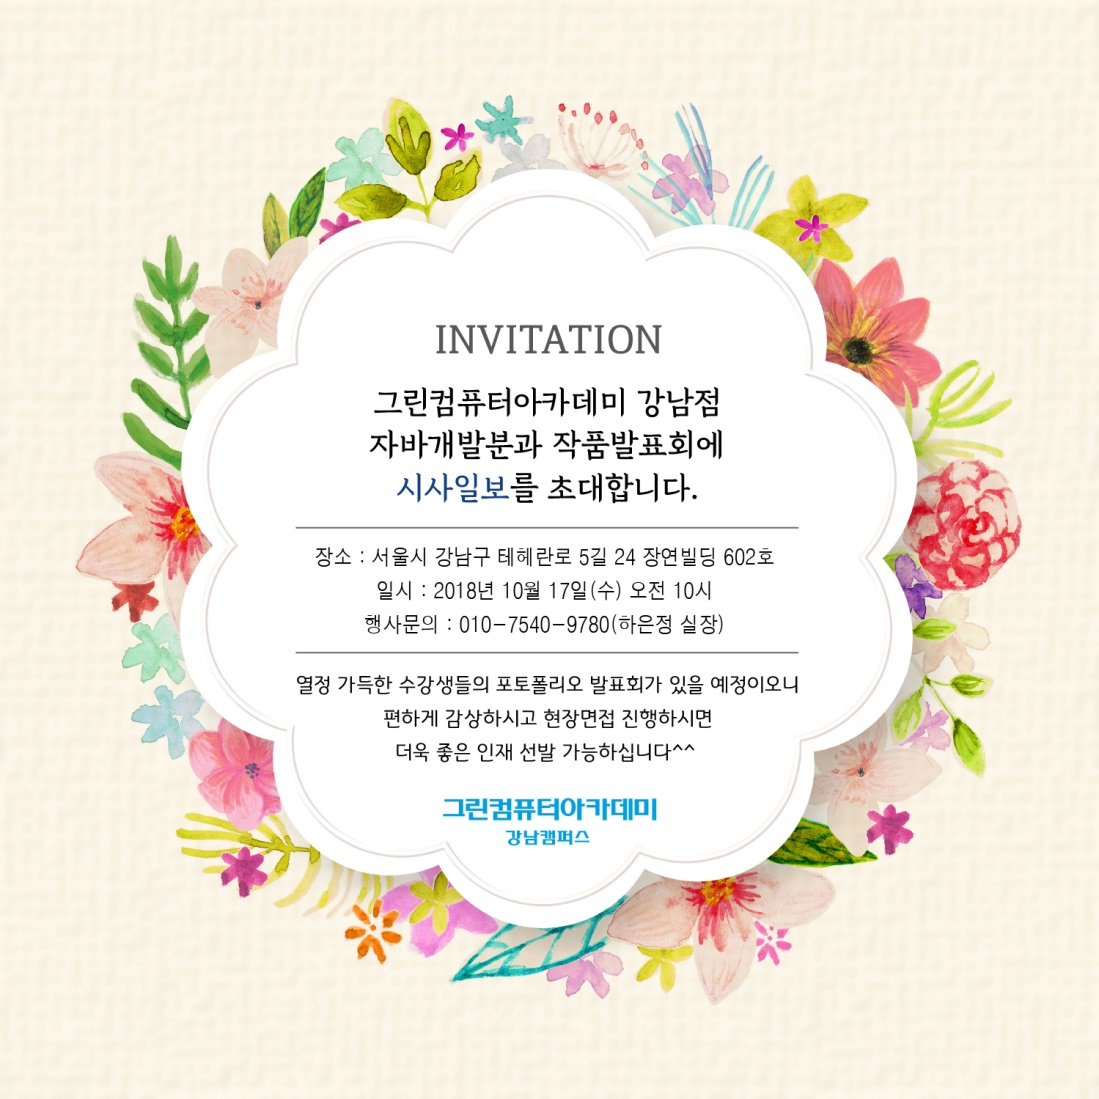 INVITATION
그린컴퓨터아카데미 강남점
자바개발분과 작품발표회에
시사일보를 초대합니다.
장소 : 서울시 강남구 테헤란로 5길 24 장연빌딩 602호
일시 : 2018년 10월 17일(수) 오전 10시
행사문의 : 010-7540-9780(하은정 실장)
열정 가득한 수강생들의 포토폴리오 발표회가 있을 예정이오니
편하게 감상하시고 현장면접 진행하시면
더욱 좋은 인재 선발 가능하십니다^^
그린컴퓨터아카데미
강남캠퍼스